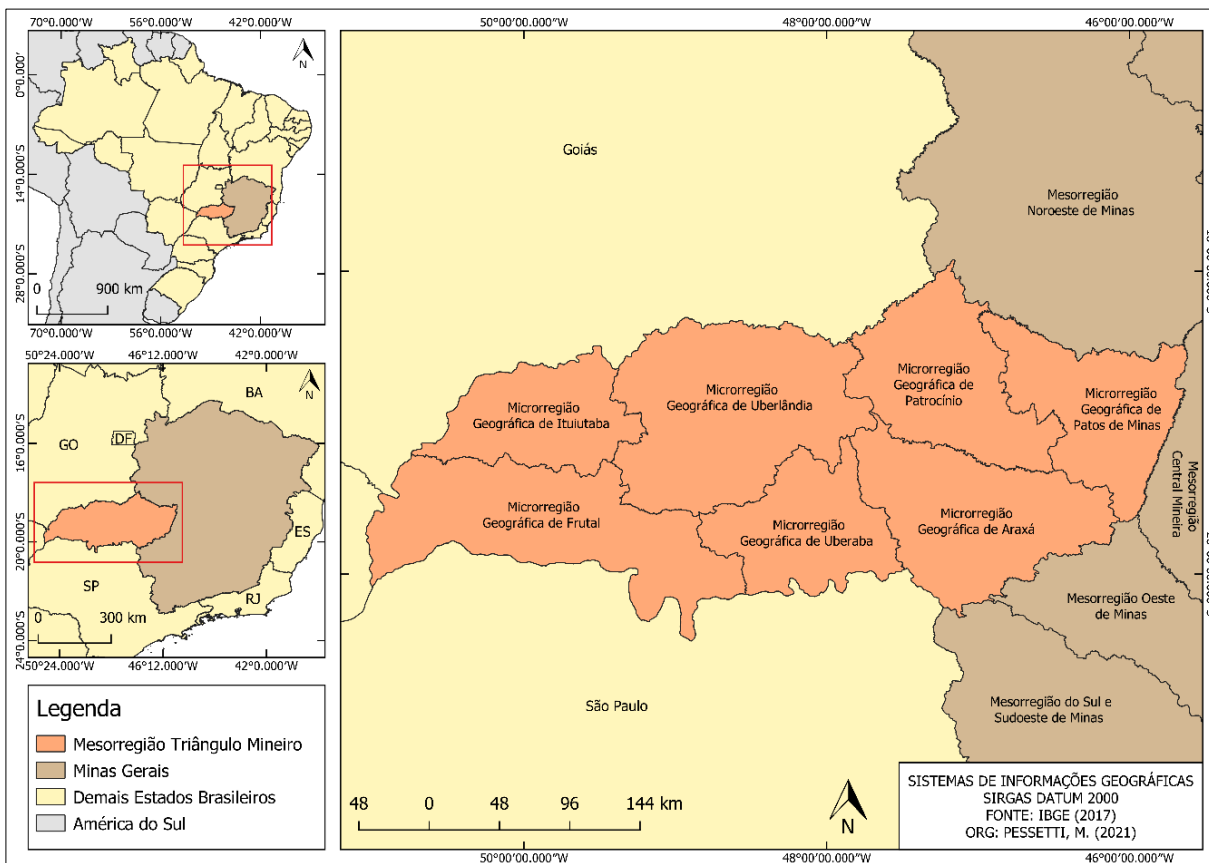 70°0.000'W 56°0.000'W 42°0.000'W
0°0.000'
14°0.000'S
28°0.000'S
N
0 900 km
70°0.000'W 56°0.000'W 42°0.000'W
50°24.000'W 46°12.000'W 42°0.000'W
16°0.000'S
20°0.000'S
24°0.000'S
N
BA
GO
DF
ES
SP
RJ
0 300 km
50°24.000'W 46°12.000'W 42°0.000'W
Legenda
Mesorregião Triângulo Mineiro
Minas Gerais
Demais Estados Brasileiros
América do Sul
50°00'00.000"W 48°00'00.000"W 46°00'00.000"W
Goiás
Mesorregião
Noroeste de Minas
Microrregião
Geográfica de Ituiutaba
Microrregião
Geográfica de Uberlândia
Microrregião
Geográfica de
Patrocínio
Microrregião
Geográfica de
Patos de Minas
Microrregião
Geográfica de Frutal
Microrregião
Geográfica de Uberaba
Microrregião
Geográfica de Araxá
Mesorregião
Central Mineira
Mesorregião Oeste
de Minas
Mesorregião do Sul e
Sudoeste de Minas
São Paulo
48 0 48 96 144 km
N
SISTEMAS DE INFORMAÇÕES GEOGRÁFICAS
SIRGAS DATUM 2000
FONTE: IBGE (2017)
ORG: PESSETTI, M. (2021)
50°00'00.000"W 48°00'00.000"W 46°00'00.000"W